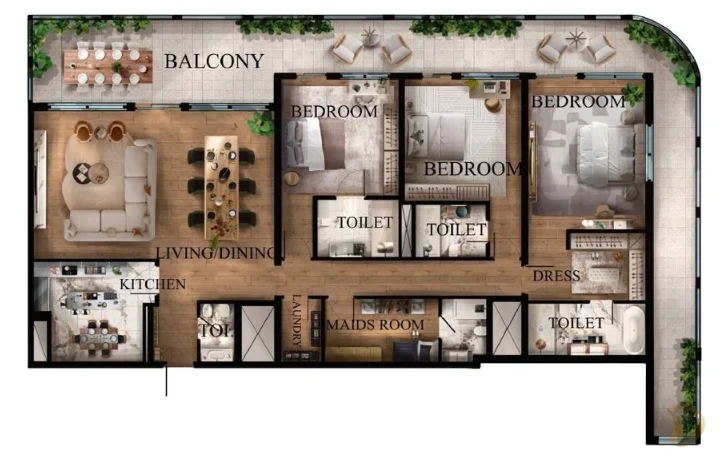 BALCONY
BEDROOM
BEDROOM
BEDROOM
TOILET
TOILET
LIVING/DINING
KITCHEN
DRESS
TOI
LAUNDRY
MAIDS ROOM
TOILET